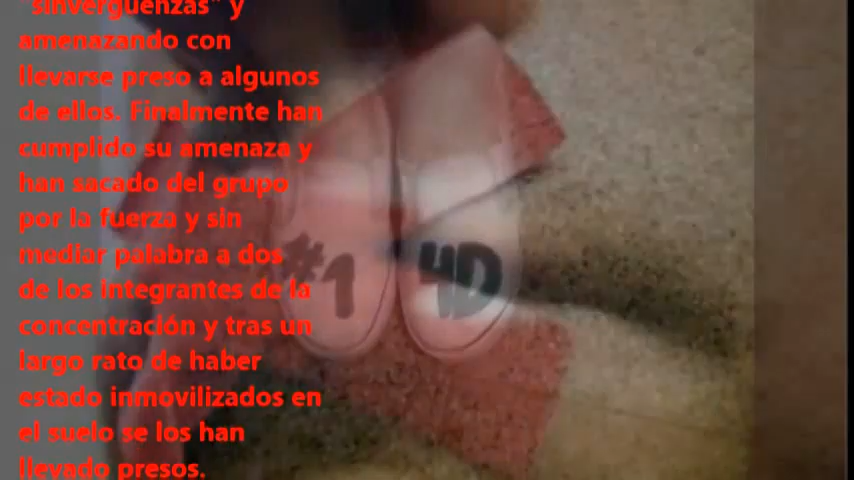 "sinvergüenzas" y
amenazando con
llevarse preso a algunos
de ellos. Finalmente han
cumplido su amenaza y
han sacado del grupo
por la fuerza y sin
mediar palabra a dos
de los integrantes de la
concentración y tras un
largo rato de haber
estado inmovilizados en
el suelo se los han
llevado presos.
#1 4D